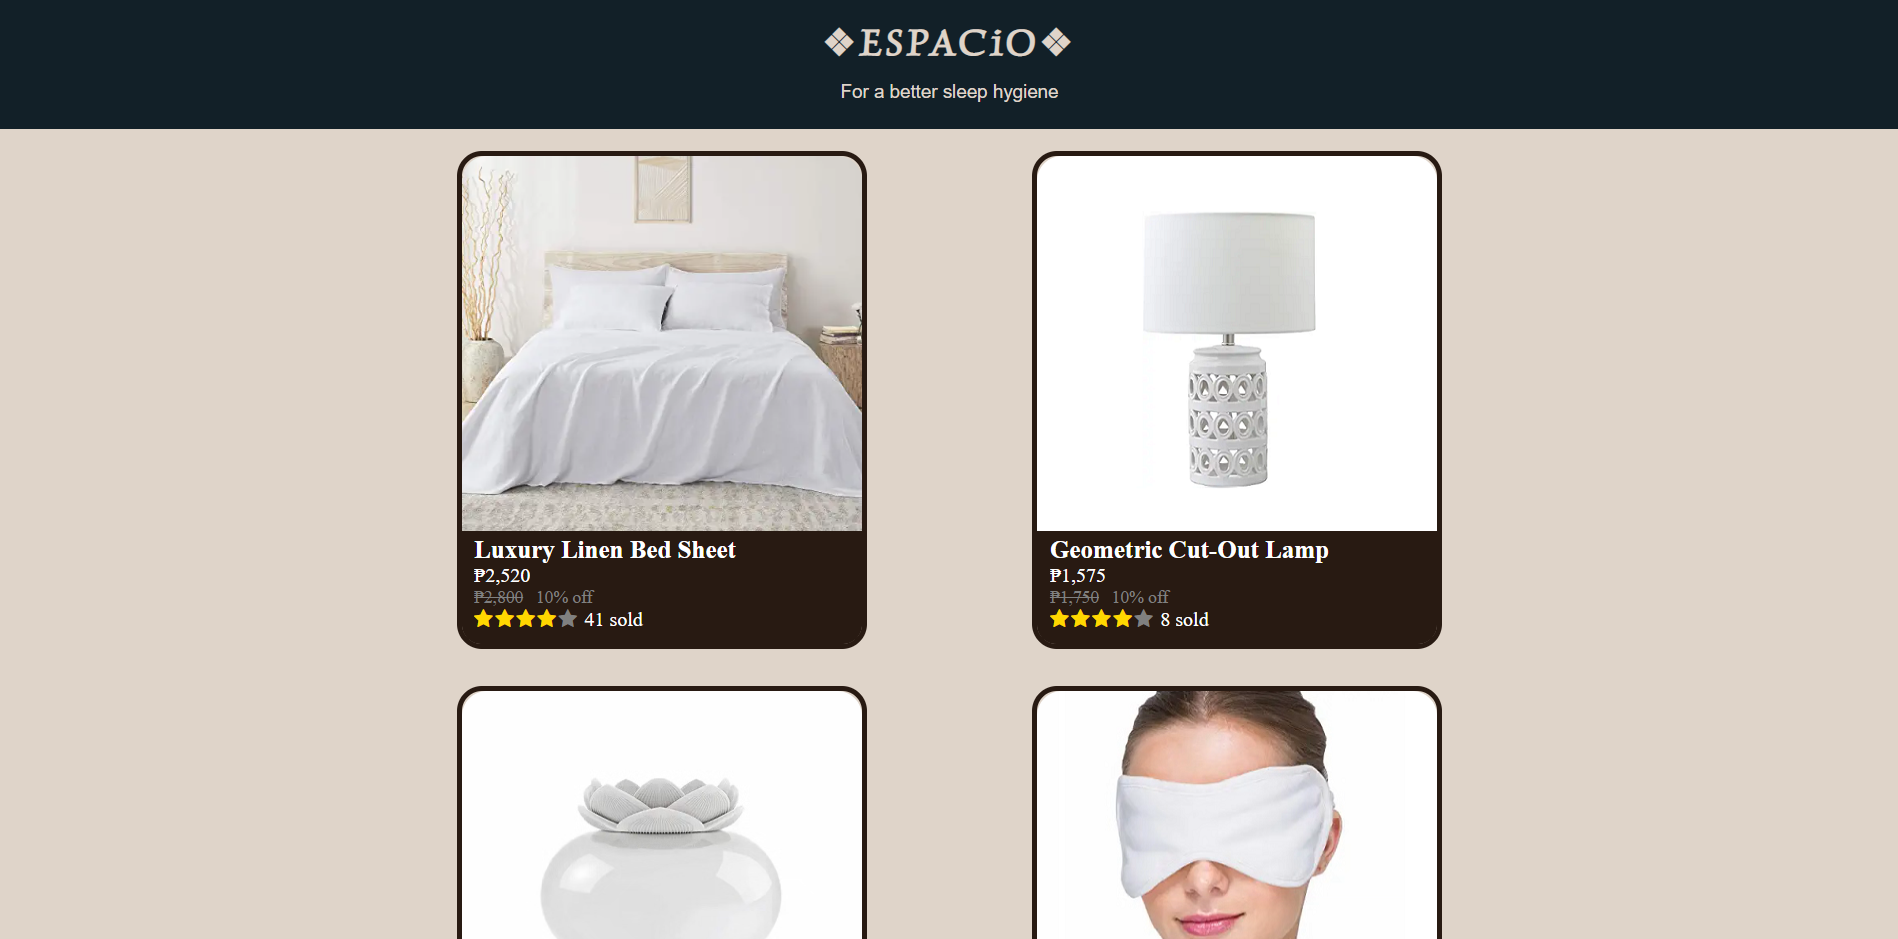 ❖ESPACiO❖
For a better sleep hygiene
Luxury Linen Bed Sheet
₱2,520
₱2,800 10% off
41 sold
Geometric Cut-Out Lamp
₱1,575
₱1,750 10% off
8 sold